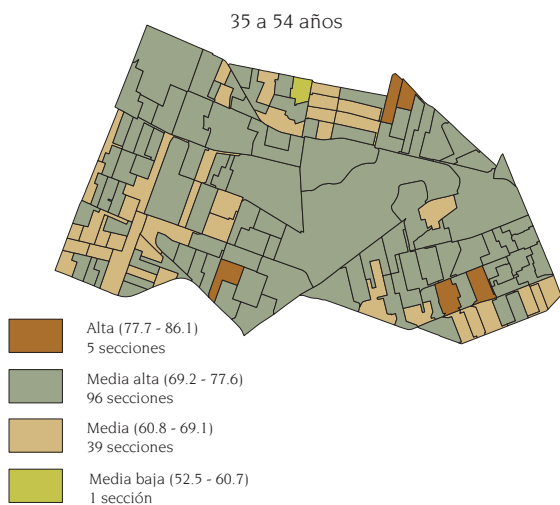 35 a 54 años
Alta (77.7 - 86.1)
5 secciones
Media alta (69.2 - 77.6)
96 secciones
Media (60.8 - 69.1)
39 secciones
Media baja (52.5 - 60.7)
1 sección